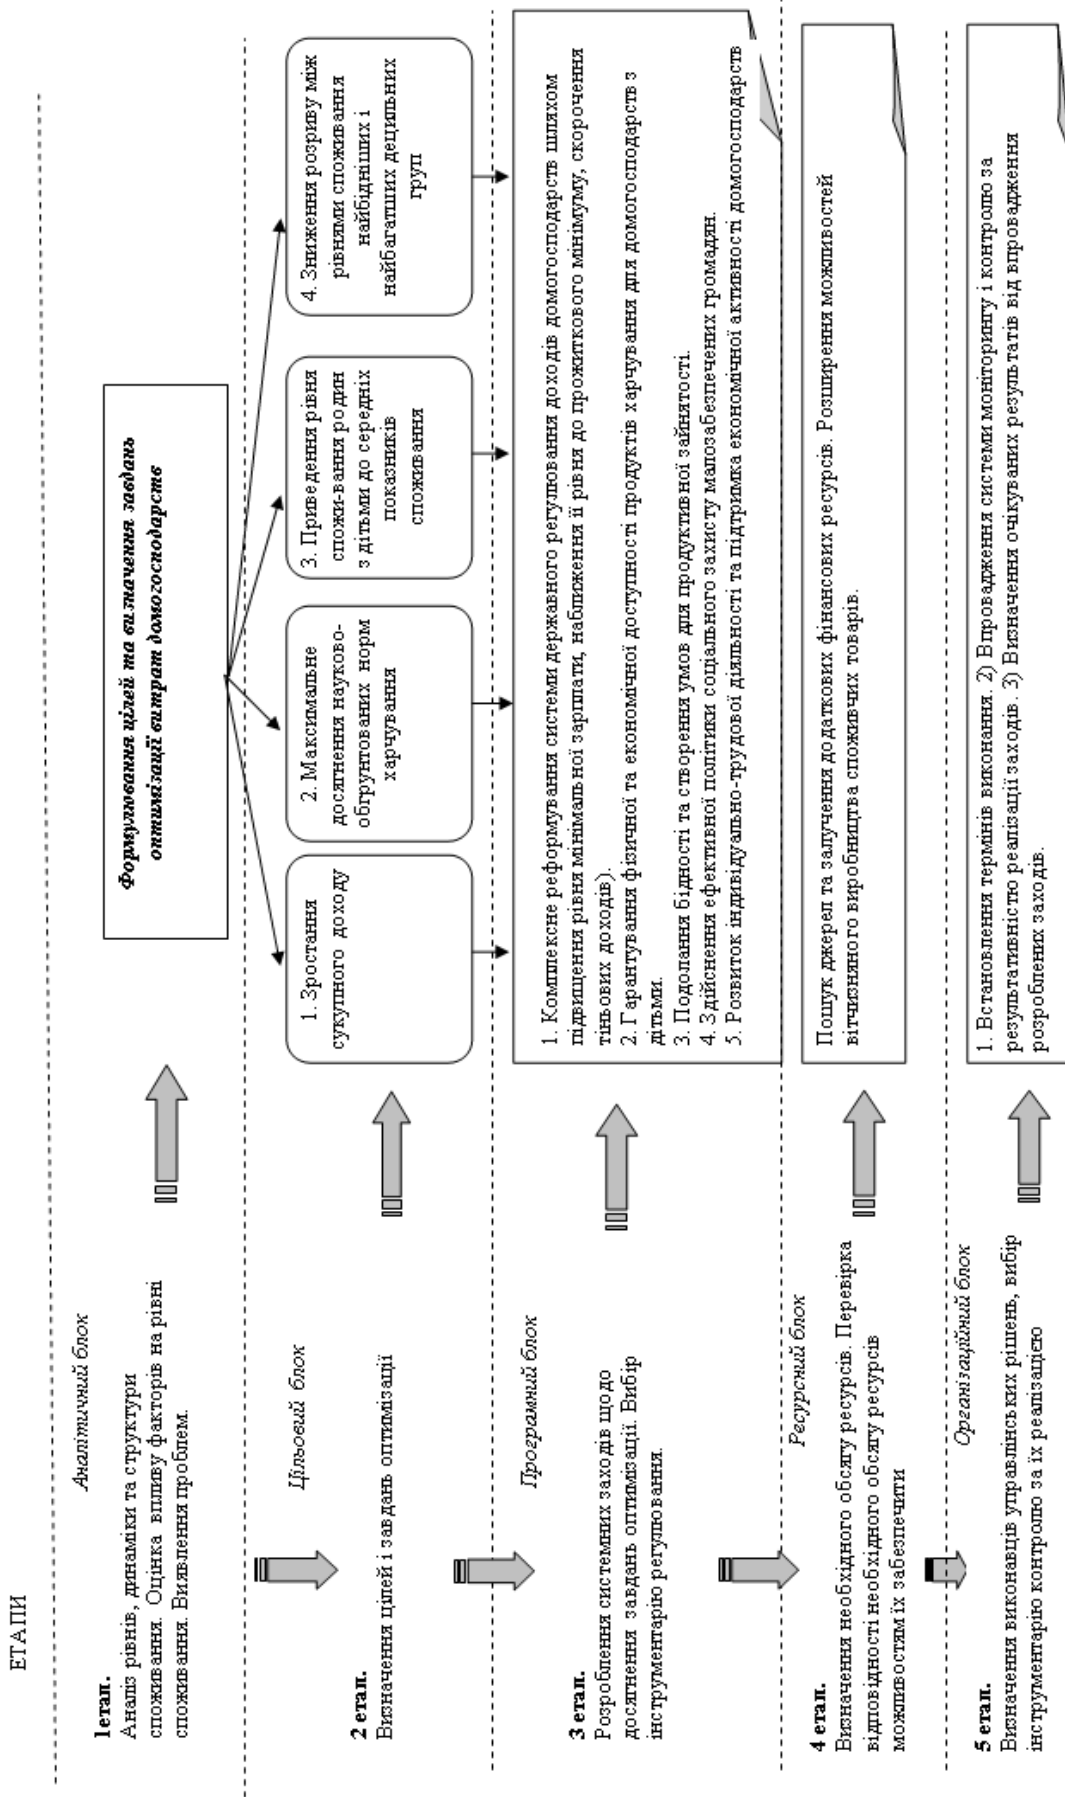 ЕТАПИ
Аналітичний блок
1етап.
Аналіз рівнів, динаміки та структури
споживання. Оцінка впливу факторів на рівні
споживання. Виявлення проблем.
Формулювання цілей та визначення завдань
оптимізації витрат домогосподарств
Цільовий блок
2 етап.
Визначення цілей і завдань оптимізації
1. Зростання
сукупного доходу
2. Максимальне
досягнення науково-
обгрунтованих норм
харчування
3. Приведення рівня
спожи-вання родин
з дітьми до середніх
показників
споживання
4. Зниження розриву між
рівнями споживання
найбідніших і
найбагатших децильних
груп
Програмний блок
3 етап.
Розроблення системних заходів щодо
досягнення завдань оптимізації. Вибір
інструментарію регулювання.
1. Комплексне реформування системи державного регулювання доходів домогосподарств шляхом
підвищення рівня мінімальної зарплати, наближення її рівня до прожиткового мінімуму, скорочення
тіньових доходів).
2. Гарантування фізичної та економічної доступності продуктів харчування для домогосподарств з
дітьми.
3. Подолання бідності та створення умов для продуктивної зайнятості.
4. Здійснення ефективної політики соціального захисту малозабезпечених громадян.
5. Розвиток індивідуально-трудової діяльності та підтримка економічної активності домогосподарств
Ресурсний блок
4 етап.
Визначення необхідного обсягу ресурсів. Перевірка
відповідності необхідного обсягу ресурсів
можливостям їх забезпечити
Пошук джерел та залучення додаткових фінансових ресурсів. Розширення можливостей
вітчизняного виробництва споживчих товарів.
Організаційний блок
5 етап.
Визначення виконавців управлінських рішень, вибір
інструментарію контролю за їх реалізацією
1. Встановлення термінів виконання. 2) Впровадження системи моніторингу і контролю за
результативністю реалізації заходів. 3) Визначення очікуваних результатів від впровадження
розроблених заходів.